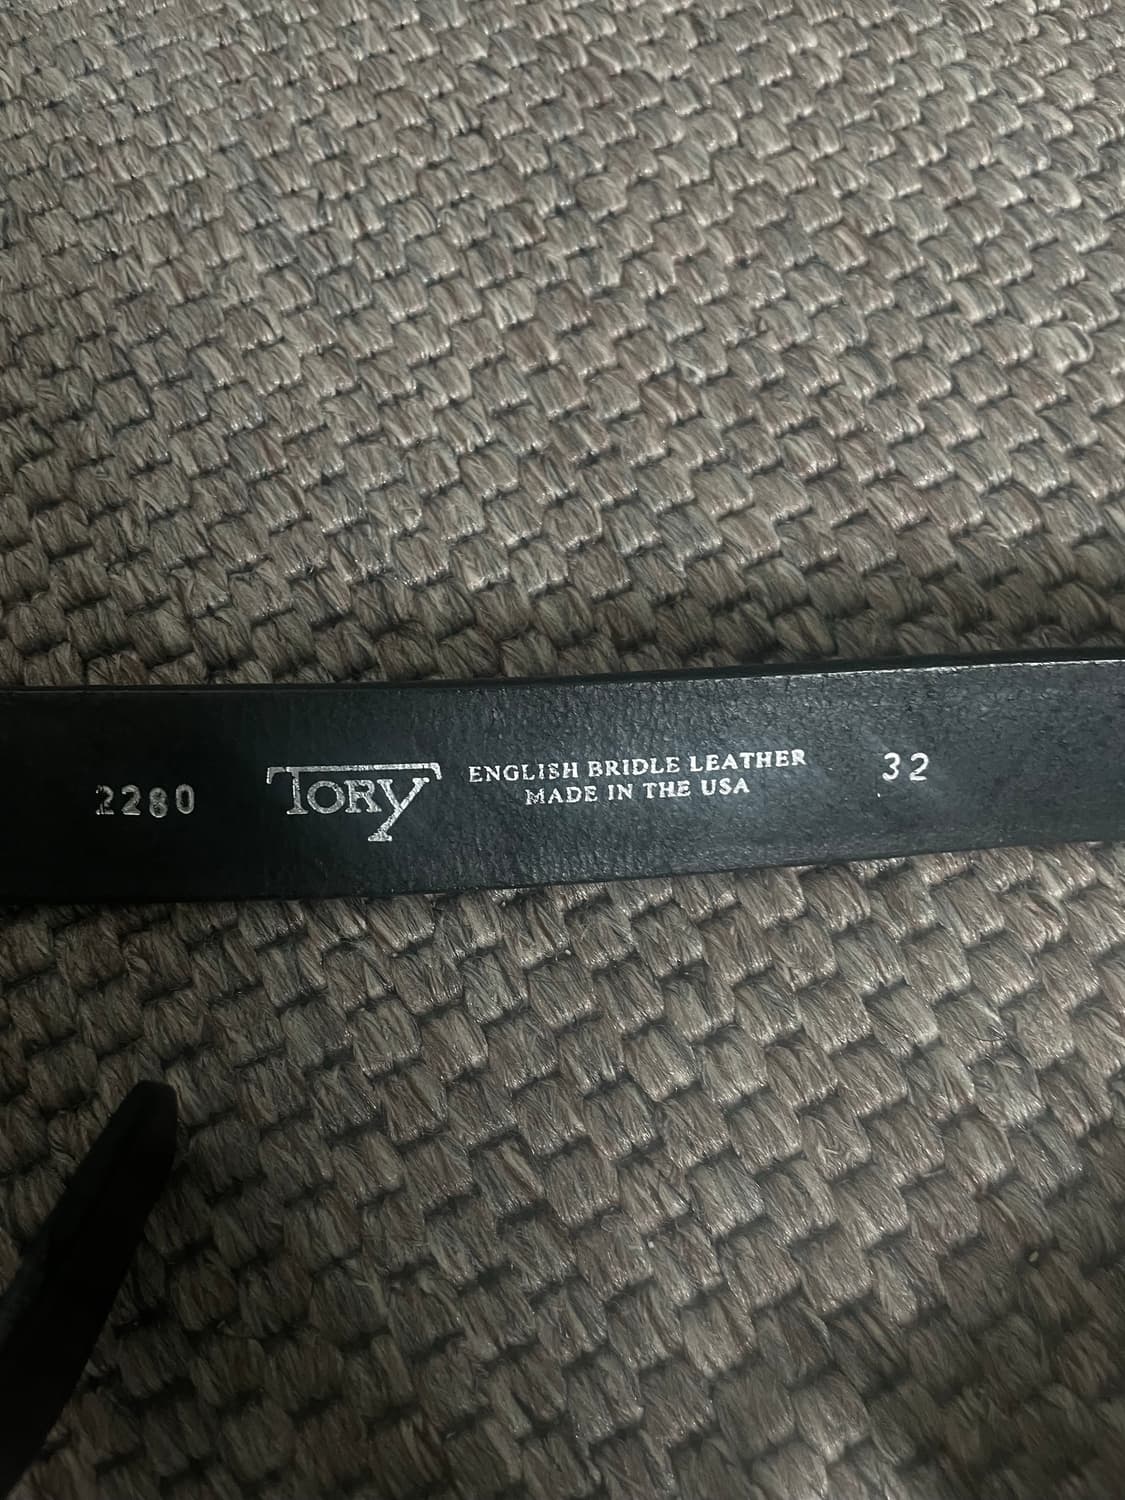 2280
TORY
ENGLISH BRIDLE LEATHER
MADE IN THE USA
32